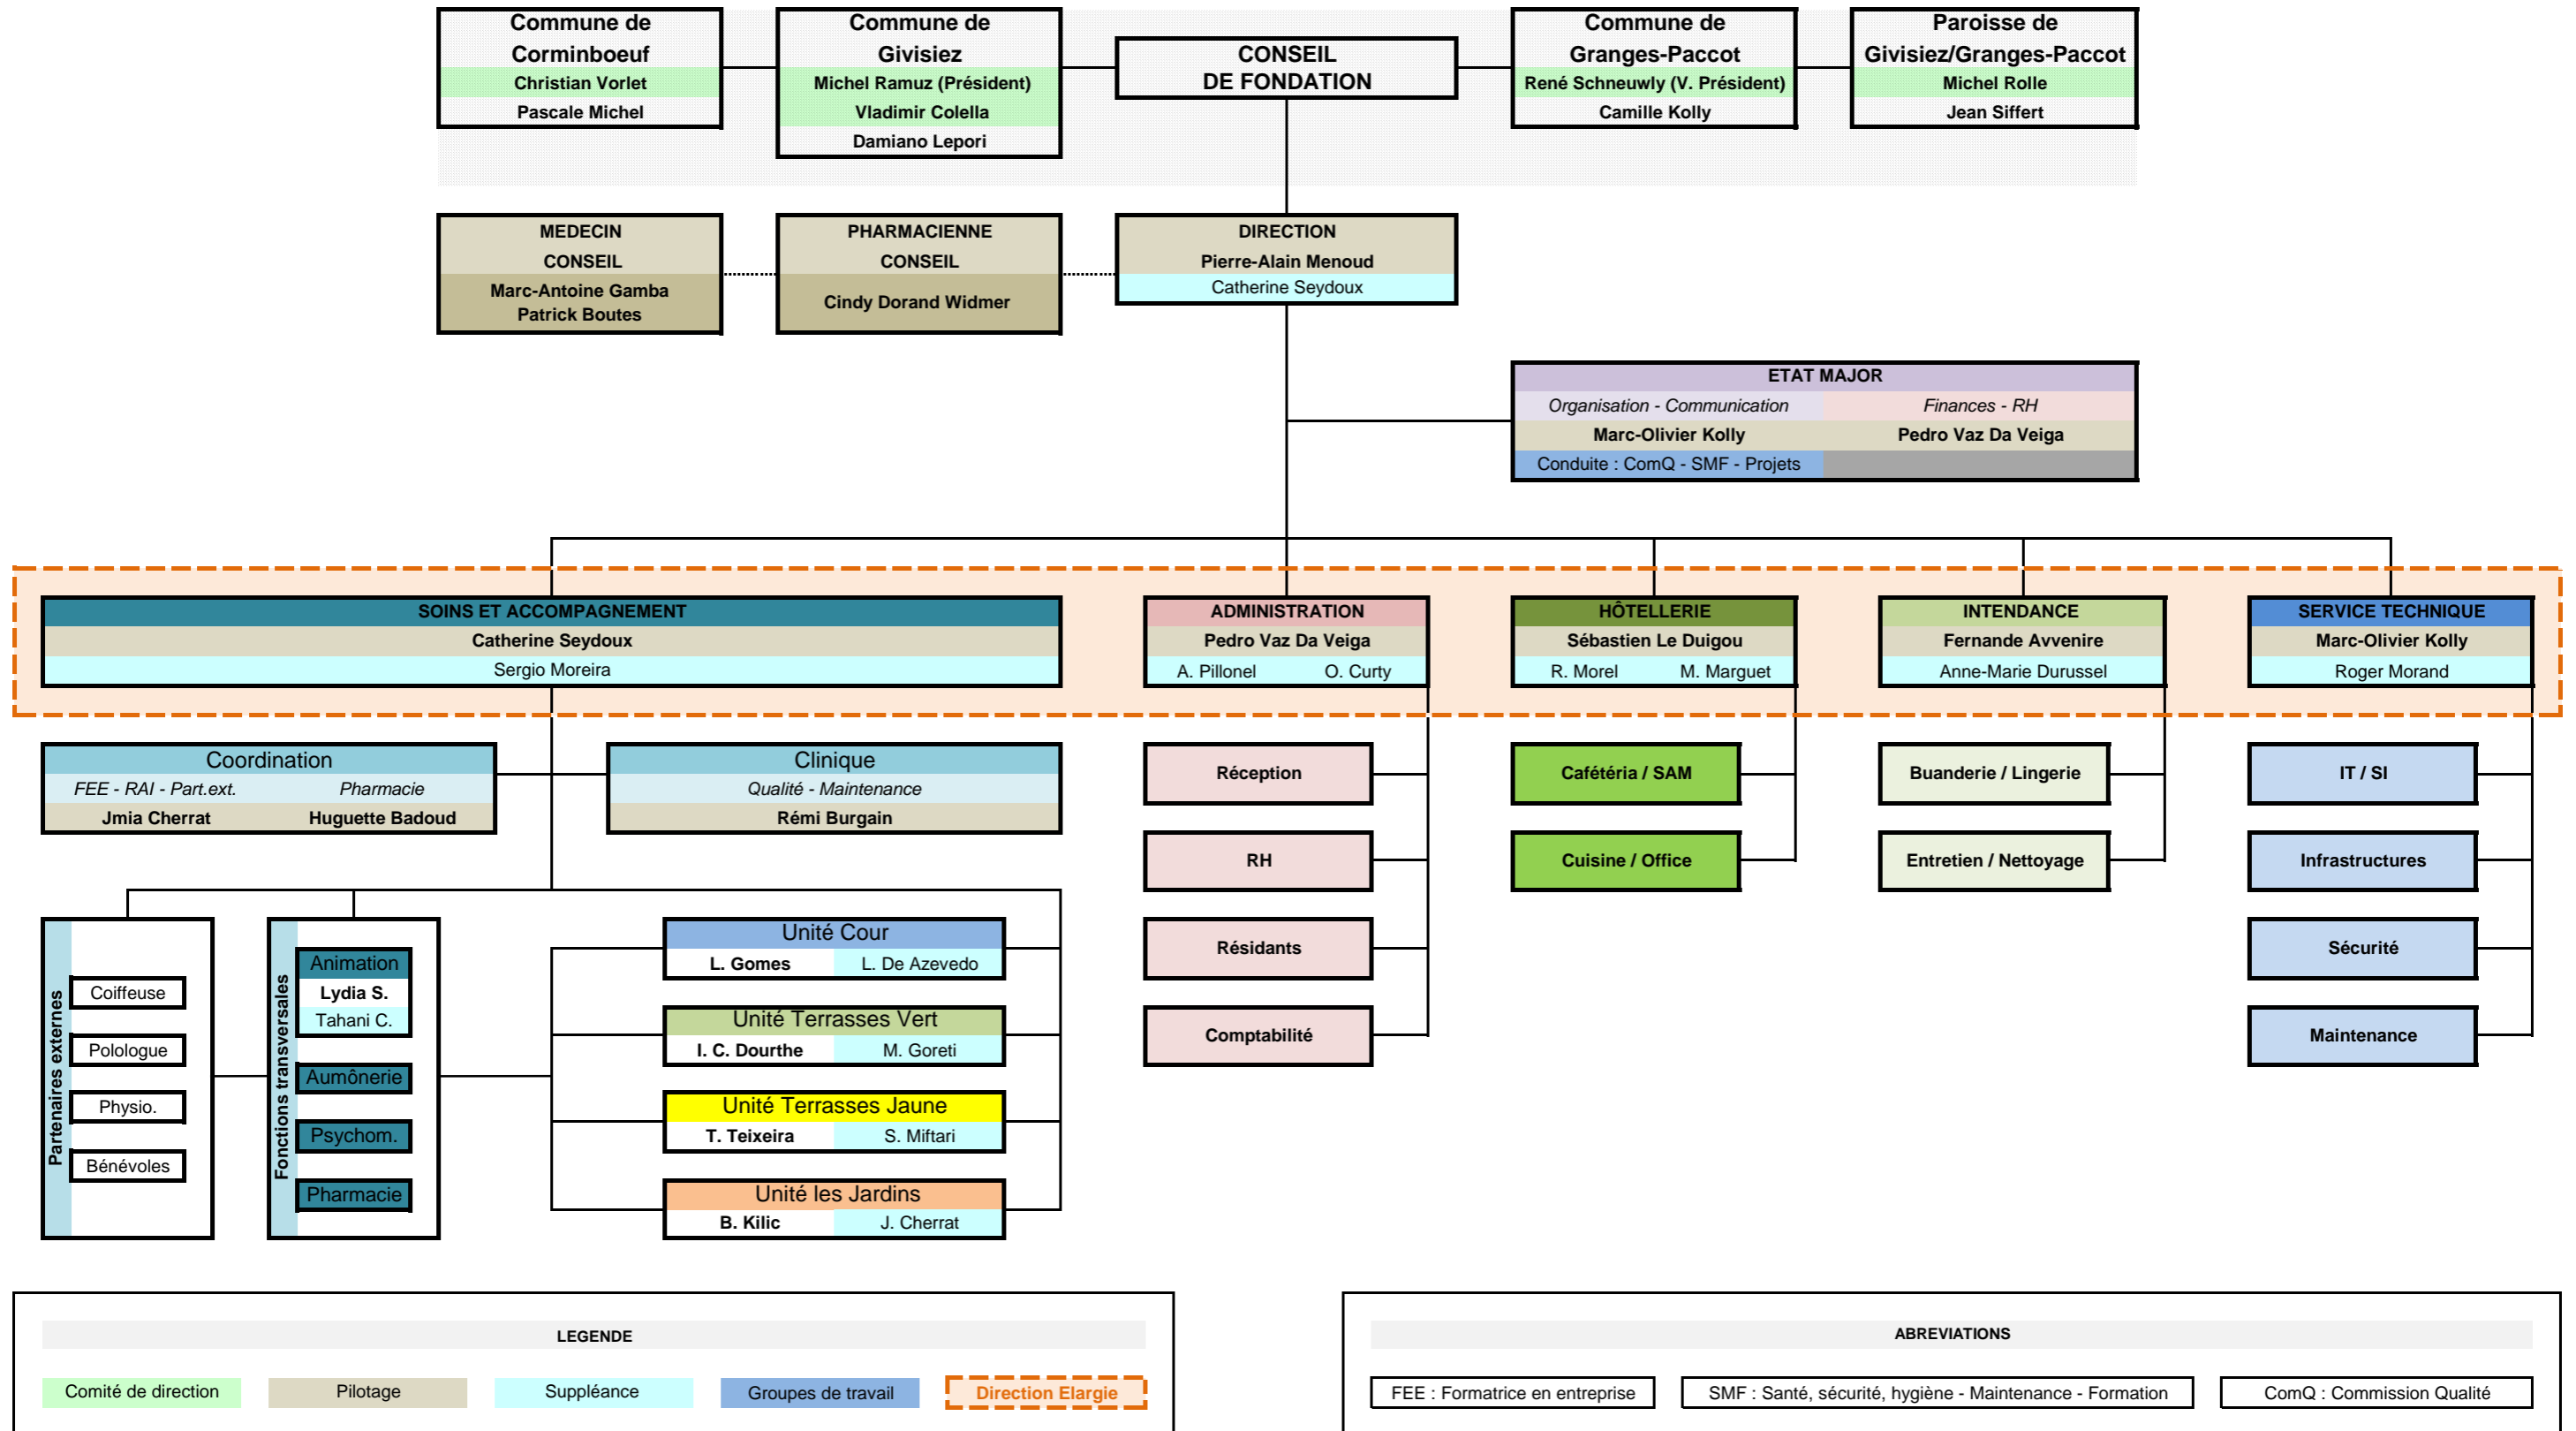 Commune de
Corminboeuf
Christian Vorlet
Pascale Michel
Commune de
Givisiez
Michel Ramuz (Président)
Vladimir Colella
Damiano Lepori
CONSEIL
DE FONDATION
Commune de
Granges-Paccot
René Schneuwly (V. Président)
Camille Kolly
Paroisse de
Givisiez/Granges-Paccot
Michel Rolle
Jean Siffert
MEDECIN
CONSEIL
Marc-Antoine Gamba
Patrick Boutes
PHARMACIENNE
CONSEIL
Cindy Dorand Widmer
DIRECTION
Pierre-Alain Menoud
Catherine Seydoux
ETAT MAJOR
Organisation - Communication
Finances - RH
Marc-Olivier Kolly
Pedro Vaz Da Veiga
Conduite : ComQ - SMF - Projets
SOINS ET ACCOMPAGNEMENT
Catherine Seydoux
Sergio Moreira
ADMINISTRATION
Pedro Vaz Da Veiga
A. Pillonel
O. Curty
HÔTELLERIE
Sébastien Le Duigou
R. Morel
M. Marguet
INTENDANCE
Fernande Avvenire
Anne-Marie Durussel
SERVICE TECHNIQUE
Marc-Olivier Kolly
Roger Morand
Coordination
FEE - RAI - Part.ext.
Pharmacie
Jmia Cherrat
Huguette Badoud
Clinique
Qualité - Maintenance
Rémi Burgain
Réception
RH
Résidants
Comptabilité
Cafétéria / SAM
Cuisine / Office
Buanderie / Lingerie
Entretien / Nettoyage
IT / SI
Infrastructures
Sécurité
Maintenance
Partenaires externes
Coiffeuse
Polologue
Physio.
Bénévoles
Fonctions transversales
Animation
Lydia S.
Tahani C.
Aumônerie
Psychom.
Pharmacie
Unité Cour
L. Gomes
L. De Azevedo
Unité Terrasses Vert
I. C. Dourthe
M. Goreti
Unité Terrasses Jaune
T. Teixeira
S. Miftari
Unité les Jardins
B. Kilic
J. Cherrat
LEGENDE
Comité de direction
Pilotage
Suppléance
Groupes de travail
Direction Elargie
ABREVIATIONS
FEE : Formatrice en entreprise
SMF : Santé, sécurité, hygiène - Maintenance - Formation
ComQ : Commission Qualité